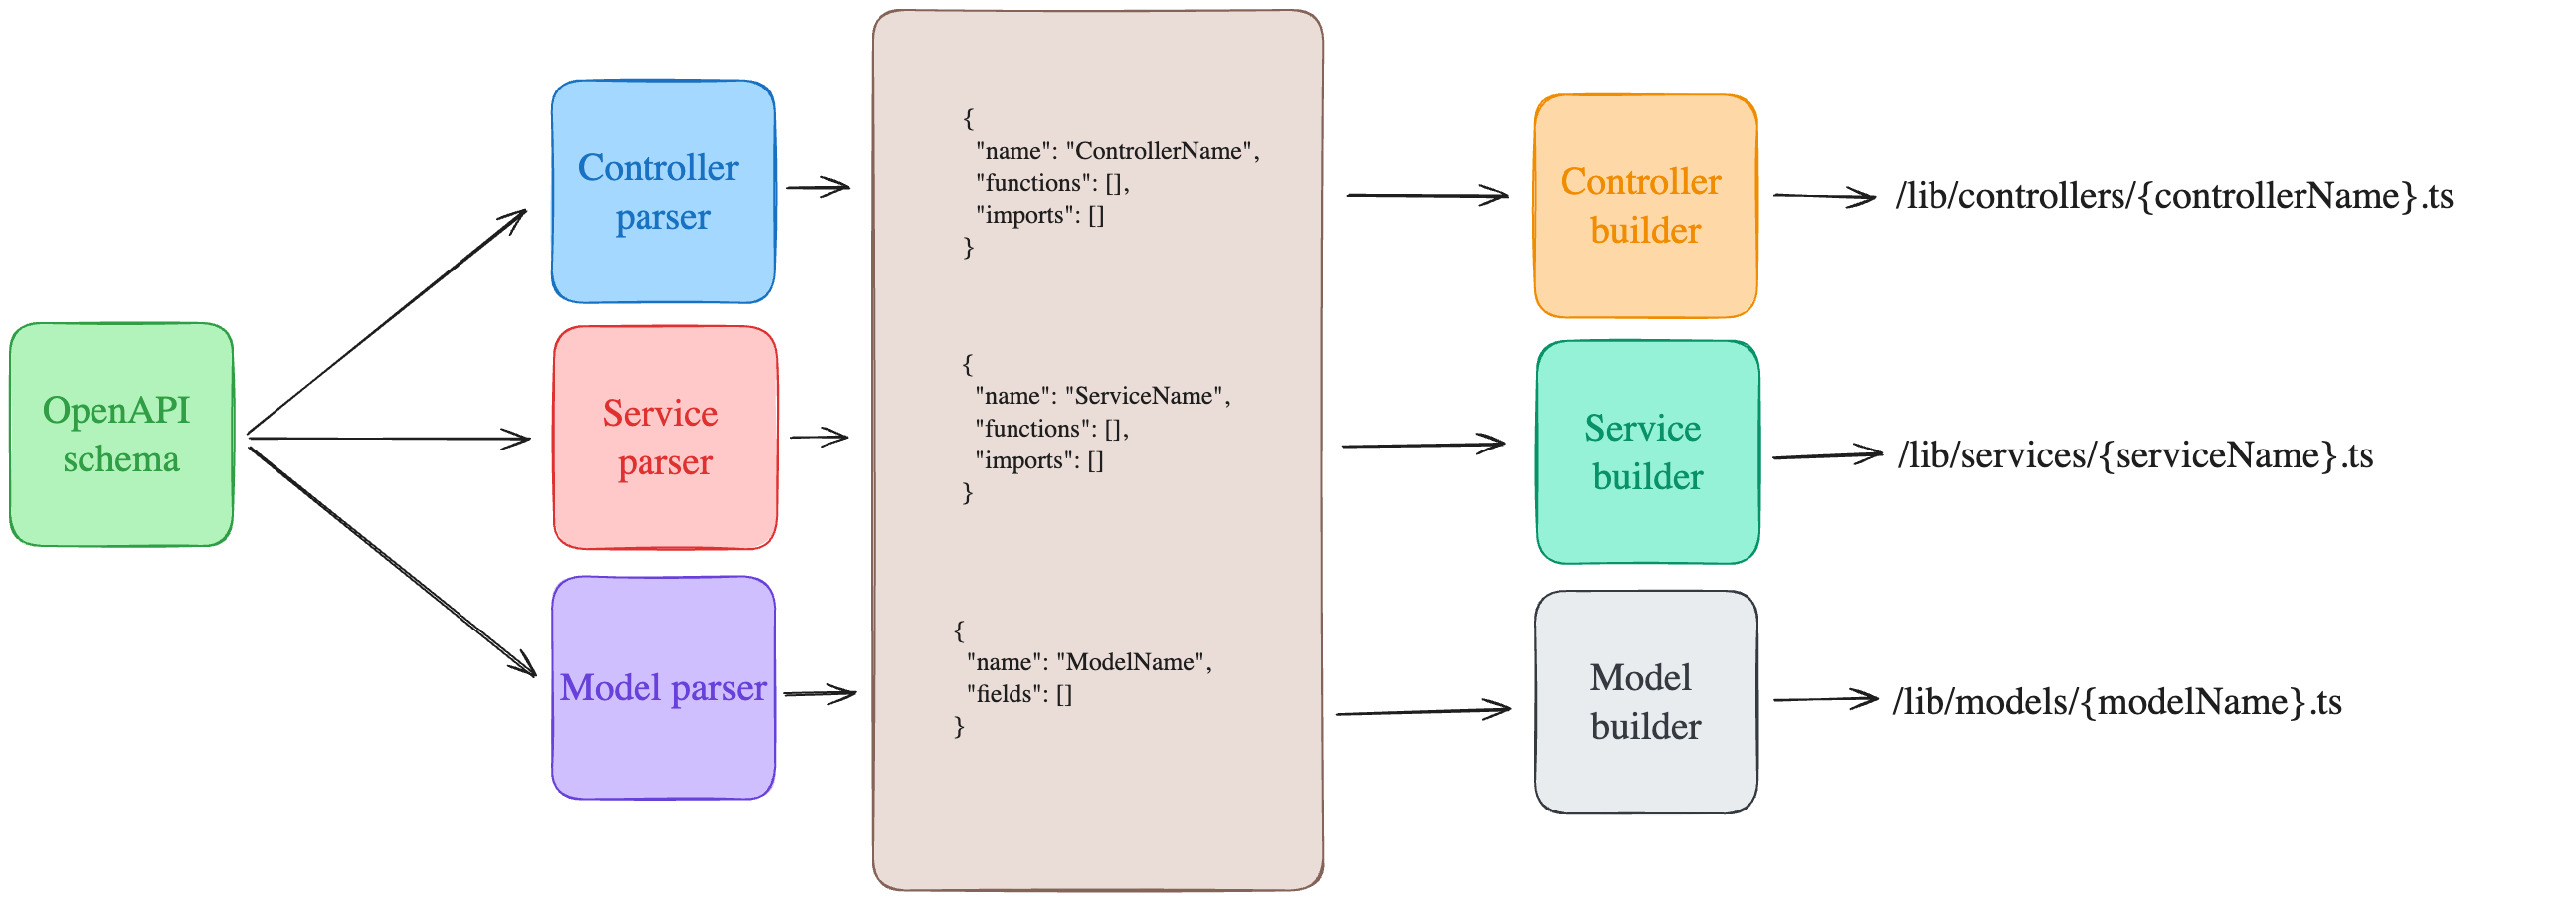 OpenAPI
schema
Controller
parser
Service
parser
Model parser
{
"name": "ControllerName",
"functions": [],
"imports": []
}
{
"name": "ServiceName",
"functions": [],
"imports": []
}
{
"name": "ModelName",
"fields": []
}
Controller
builder
Service
builder
Model
builder
/lib/controllers/{controllerName}.ts
/lib/services/{serviceName}.ts
/lib/models/{modelName}.ts